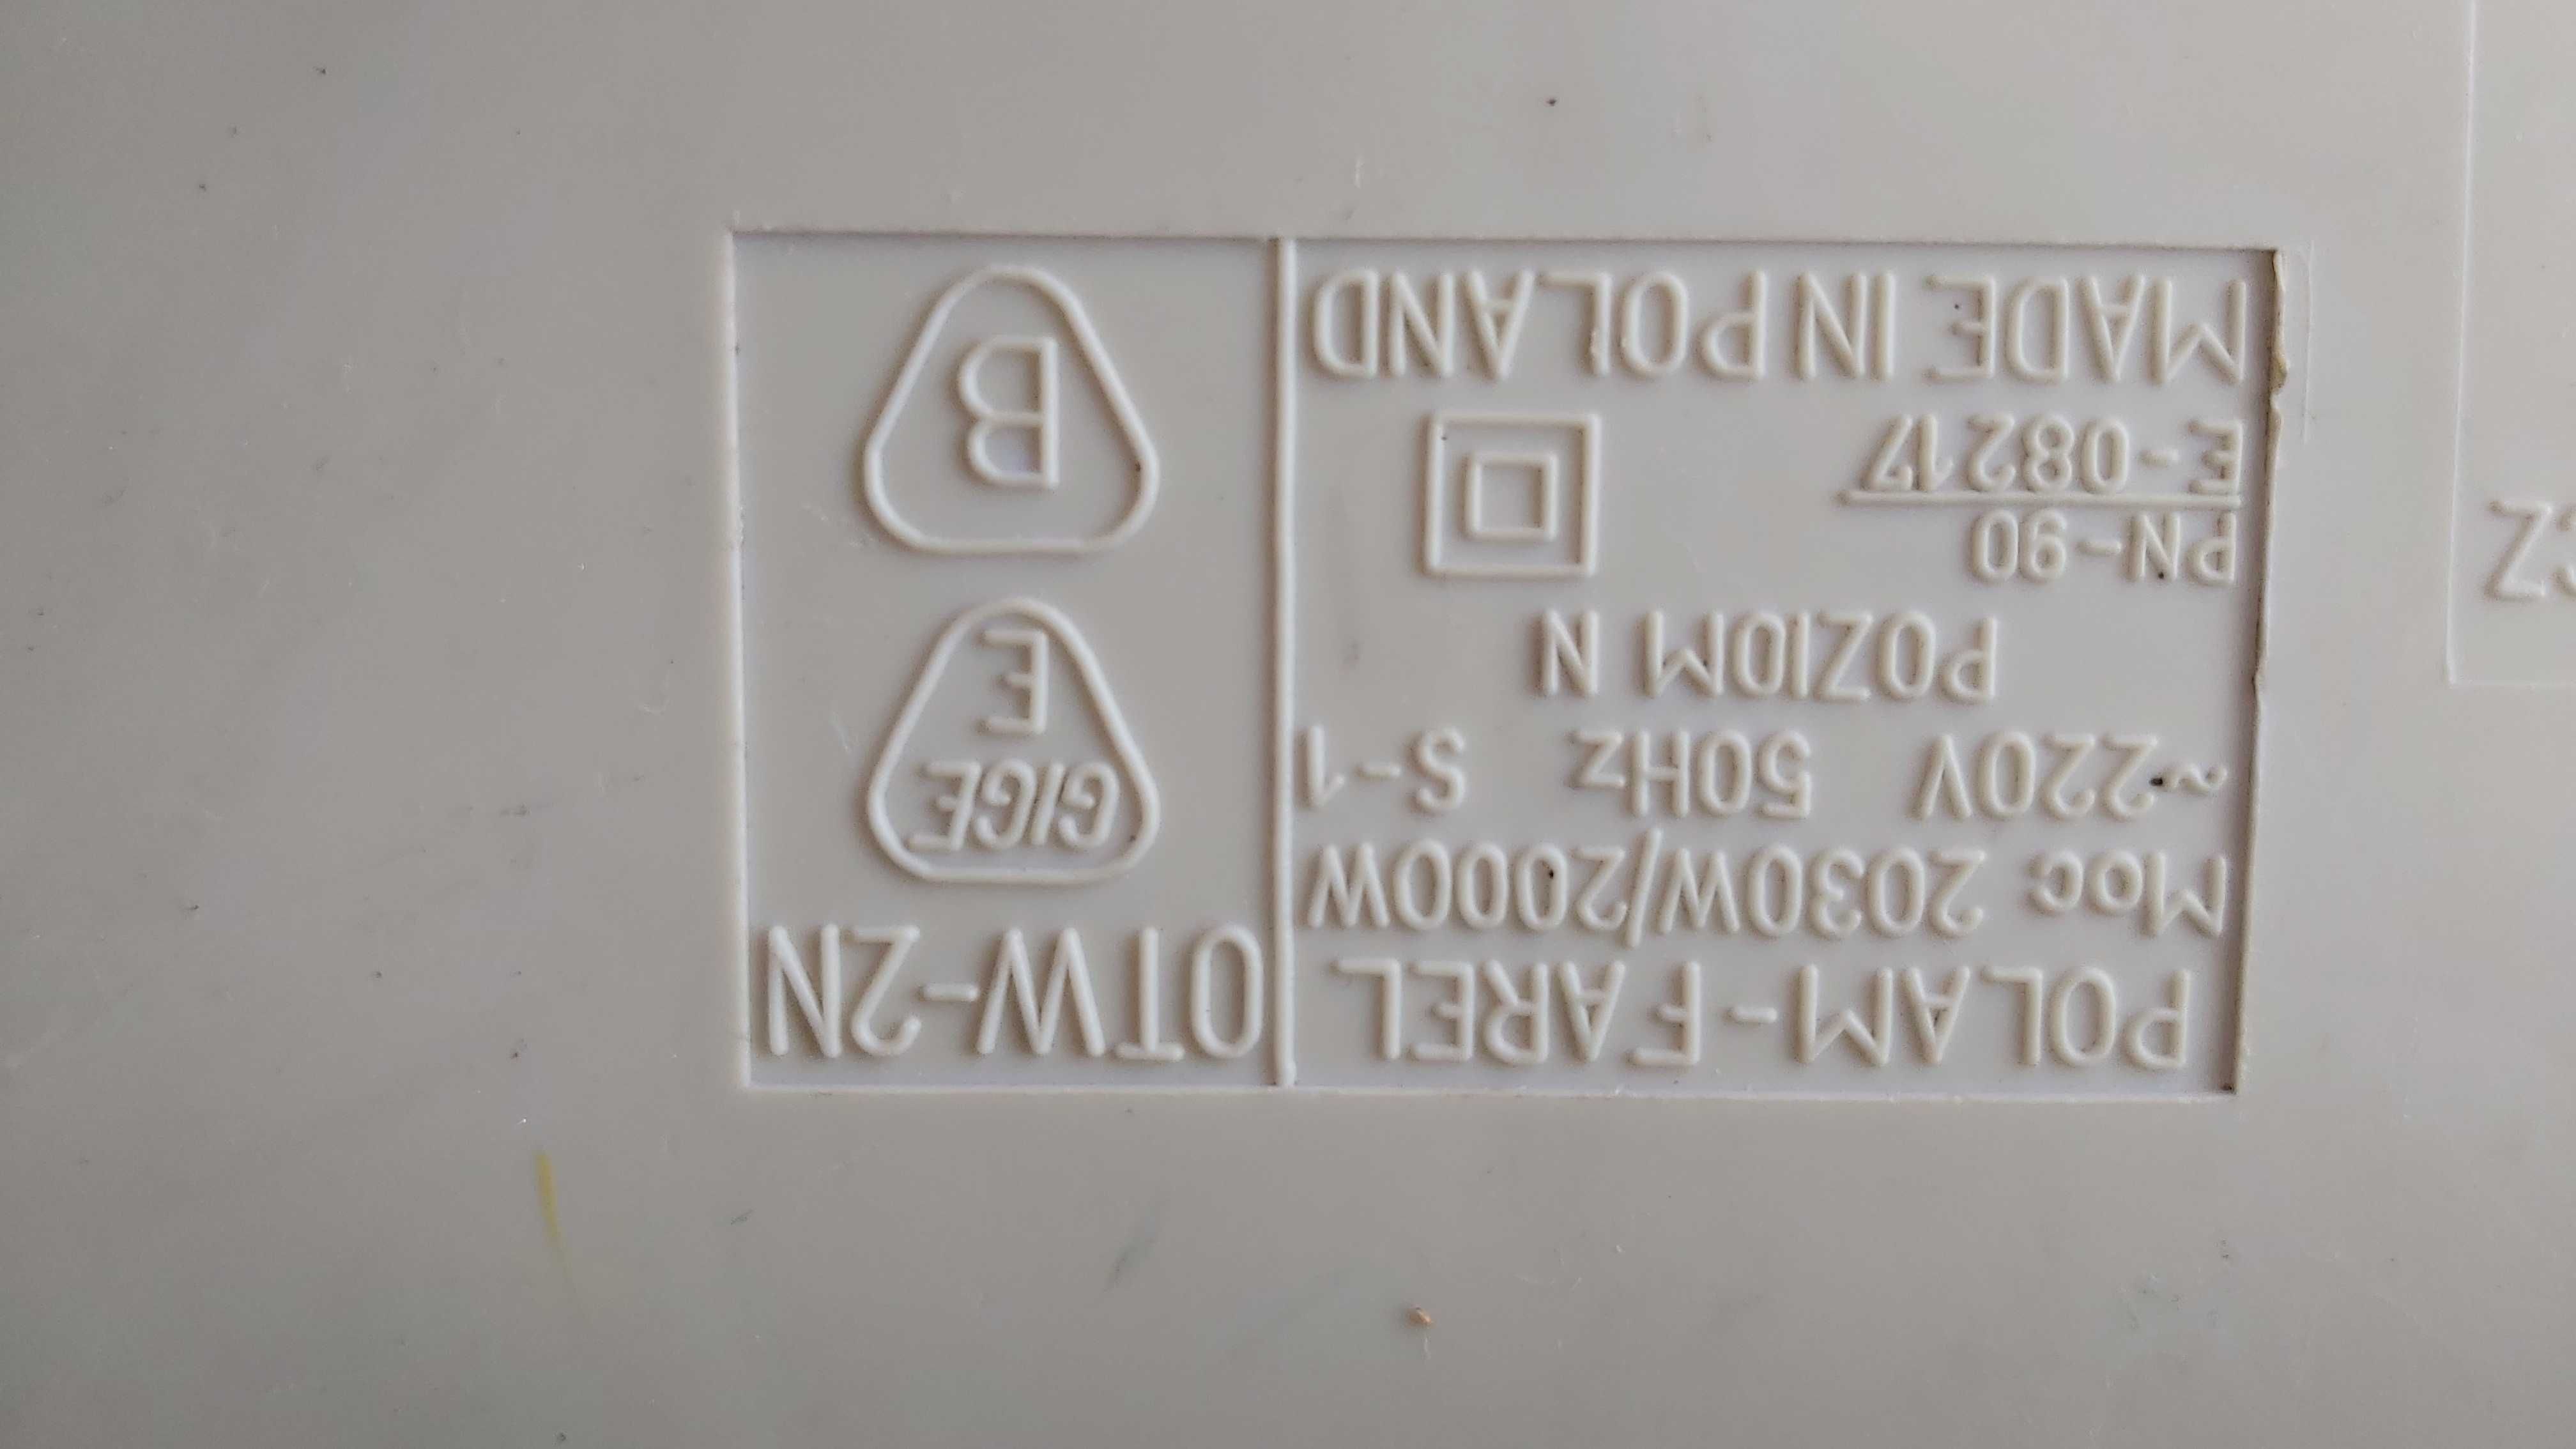 POLAM-FAREL
Moc 2030W/2000W
~220V 50Hz S-1
POZIOM N
PN-90
E-08217
MADE IN POLAND
OTW-2N
GIGE
E
B